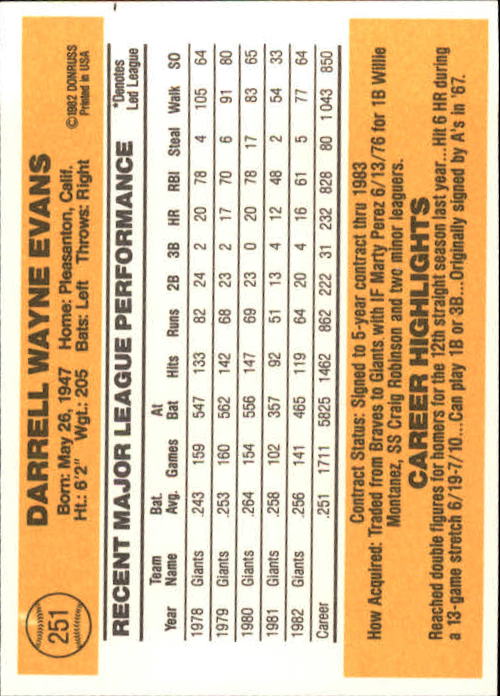 251
DARRELL WAYNE EVANS
©1982 DONRUSS
Printed in USA
Born: May 26, 1947 Home: Pleasanton, Calif.
Ht.: 6'2" Wgt.: 205 Bats: Left Throws: Right
RECENT MAJOR LEAGUE PERFORMANCE
*Denotes
Led League
Year Team Name Bat. Avg. Games At Bat Hits Runs 2B 3B HR RBI Steal Walk SO
1978 Giants .243 159 547 133 82 24 2 20 78 4 105 64
1979 Giants .253 160 562 142 68 23 2 17 70 6 91 80
1980 Giants .264 154 556 147 69 23 0 20 78 17 83 65
1981 Giants .258 102 357 92 51 13 4 12 48 2 54 33
1982 Giants .256 141 465 119 64 20 4 16 61 5 77 64
Career .251 1711 5825 1462 862 222 31 232 828 80 1043 850
Contract Status: Signed to 5-year contract thru 1983
How Acquired: Traded from Braves to Giants with IF Marty Perez 6/13/76 for 1B Willie
Montanez, SS Craig Robinson and two minor leaguers.
CAREER HIGHLIGHTS
Reached double figures for homers for the 12th straight season last year...Hit 6 HR during
a 13-game stretch 6/19-7/10...Can play 1B or 3B...Originally signed by A's in '67.